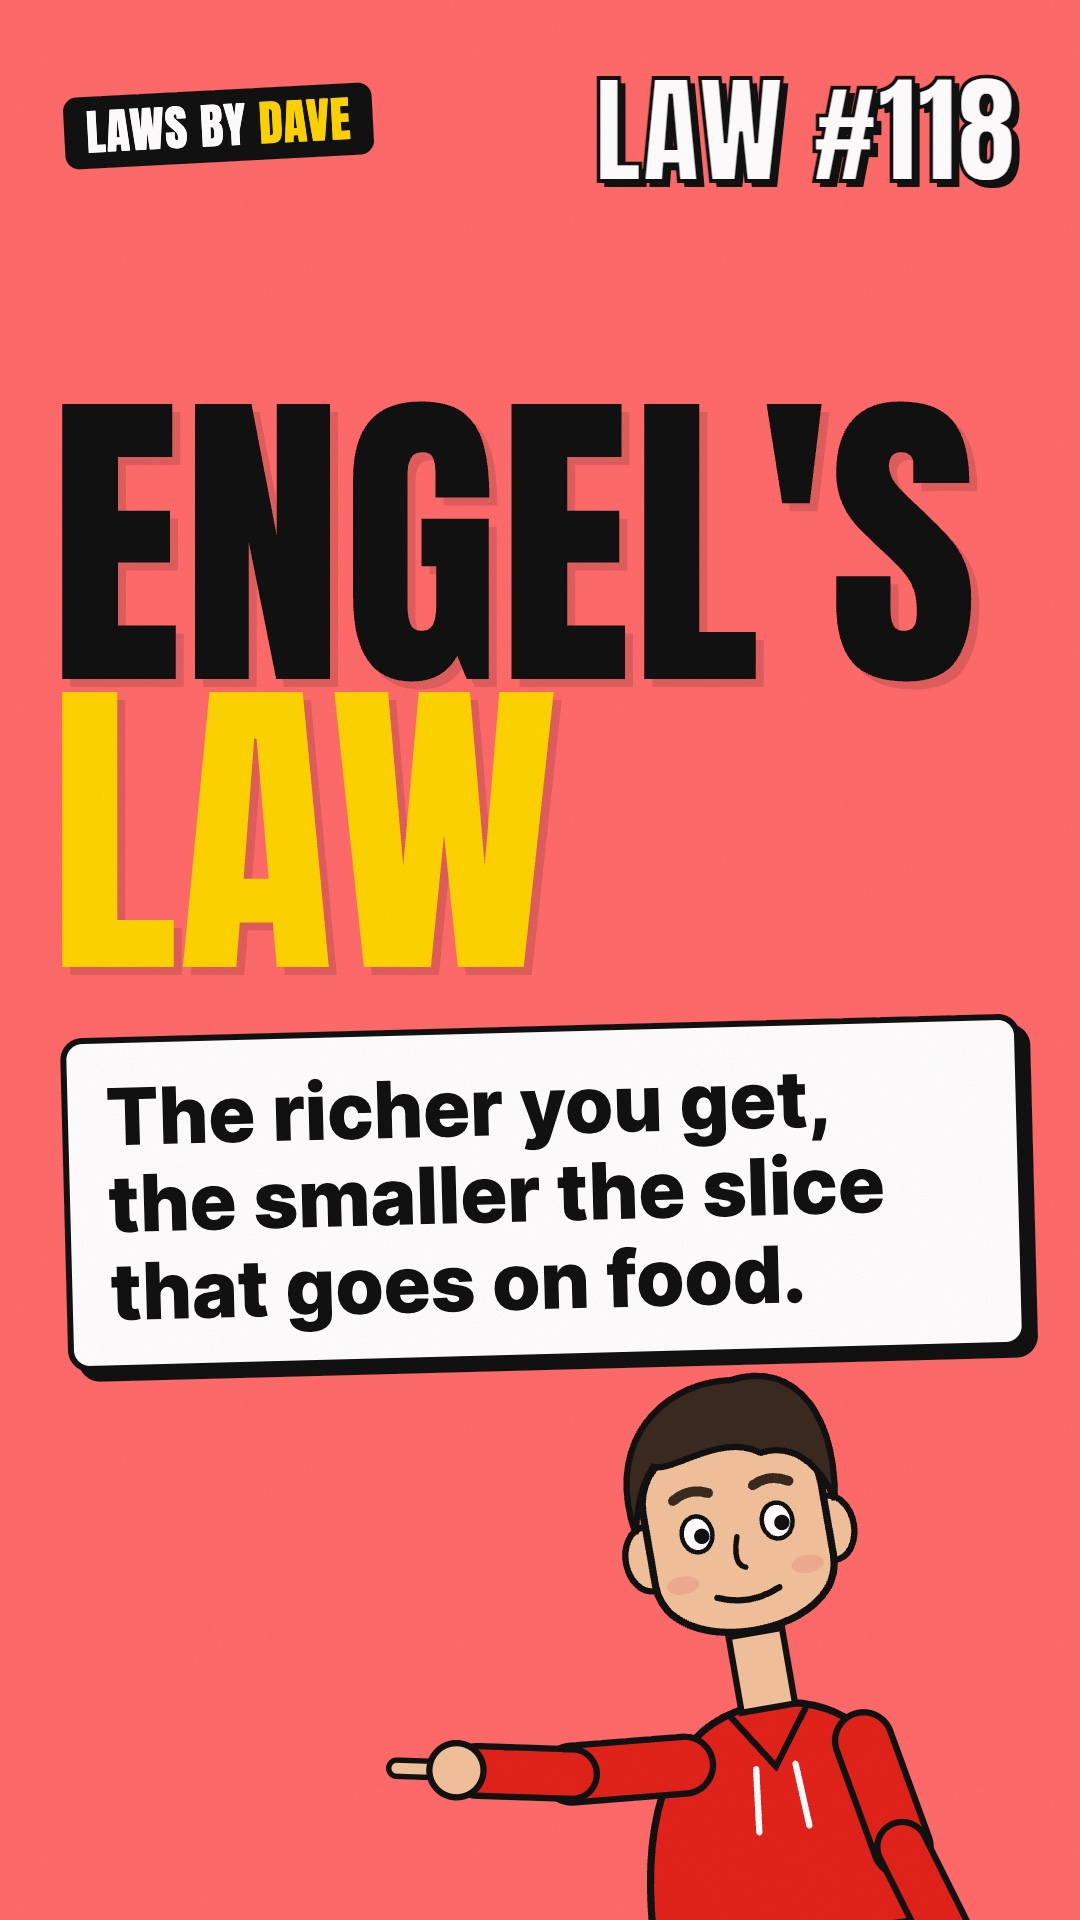 LAWS BY DAVE
LAW #118
ENGEL'S
LAW
The richer you get,
the smaller the slice
that goes on food.